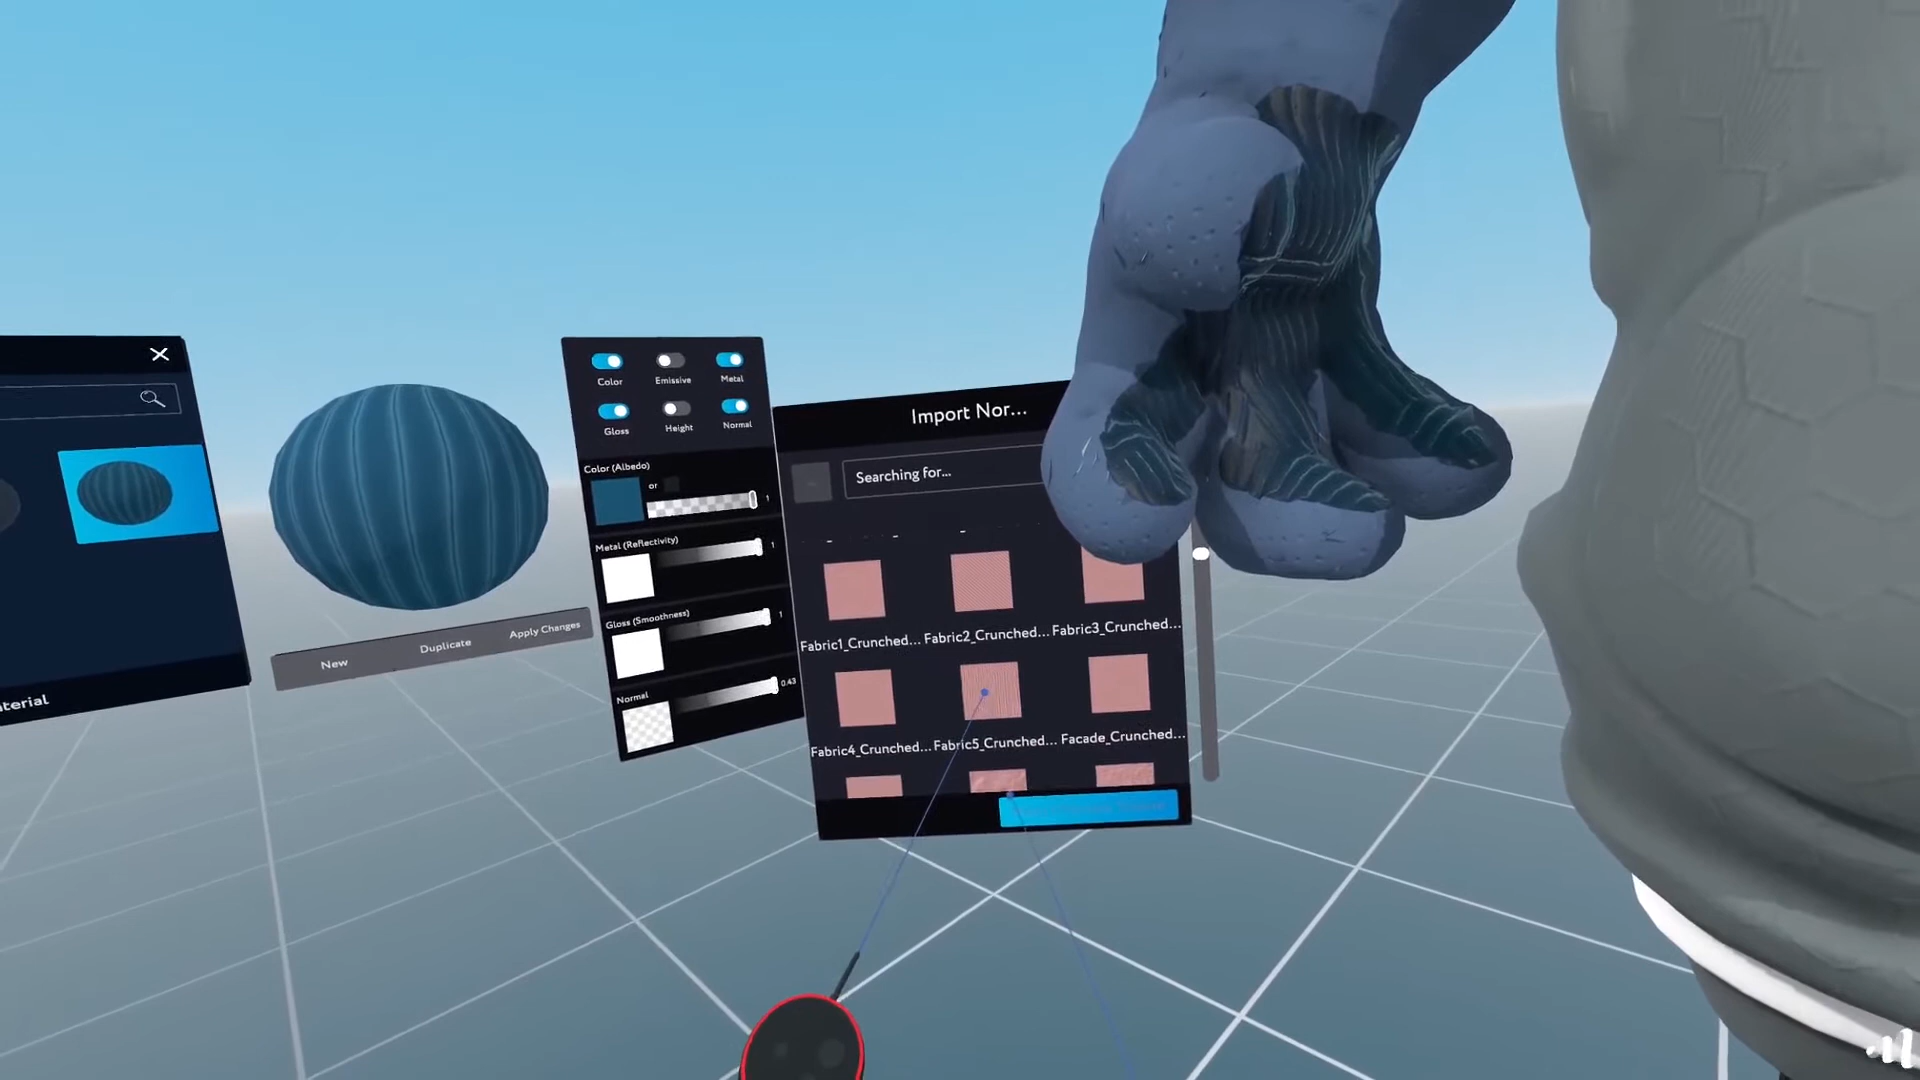 Color
Emissive
Metal
Gloss
Height
Normal
Color (Albedo)
or
1
Metal (Reflectivity)
1
Gloss (Smoothness)
1
Normal
0.43
New
Duplicate
Apply Changes
aterial
Import Nor...
Searching for...
Fabric1_Crunched... Fabric2_Crunched... Fabric3_Crunched...
Fabric4_Crunched... Fabric5_Crunched... Facade_Crunched...